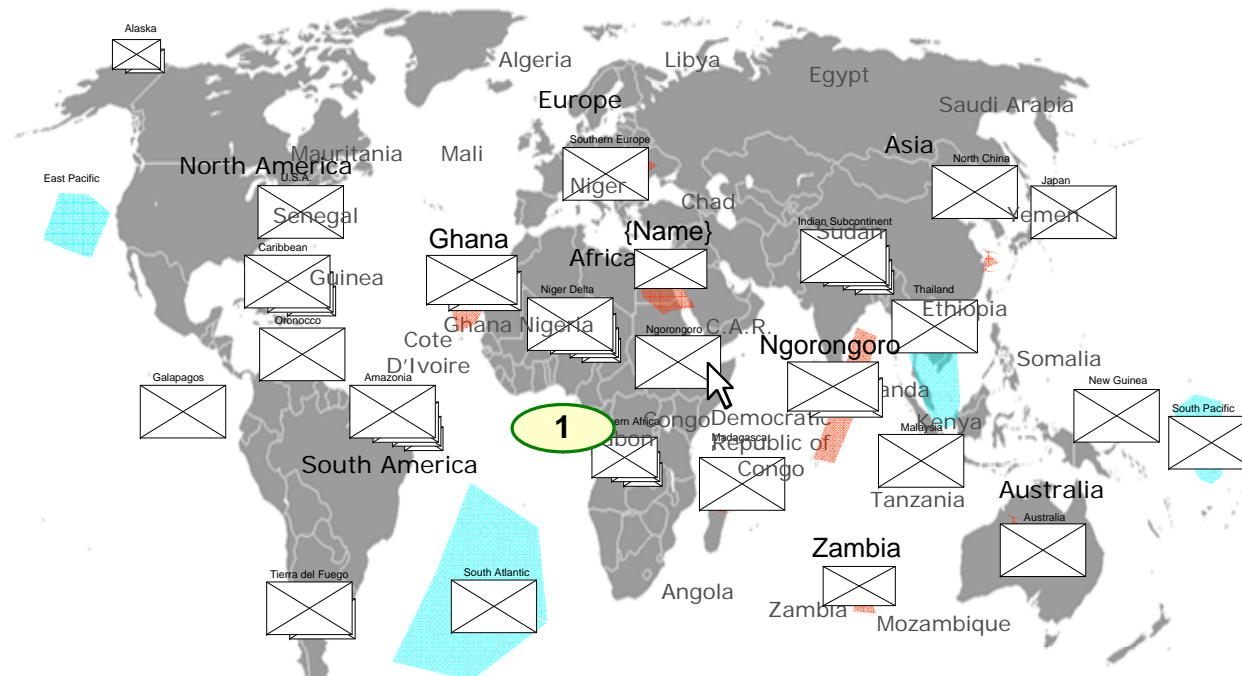 Alaska
Algeria
Libya
Egypt
Europe
Saudi Arabia
Southern Europe
Mauritania
Mali
Asia
North America
North China
U.S.A.
East Pacific
Japan
Niger
Chad
Senegal
Yemen
Indian Subcontinent
Sudan
Ghana
{Name}
Caribbean
Africa
Guinea
Niger Delta
Thailand
Ethiopia
Oronocco
Ghana
Nigeria
Ngorongoro
C.A.R.
Cote
D'Ivoire
Ngorongoro
Somalia
Galapagos
Amazonia
New Guinea
South Pacific
1
Congo
Democratic
Republic of
Congo
Kenya
Malaysia
Madagascar
South America
Tanzania
Australia
Australia
Zambia
Tierra del Fuego
South Atlantic
Angola
Zambia
Mozambique